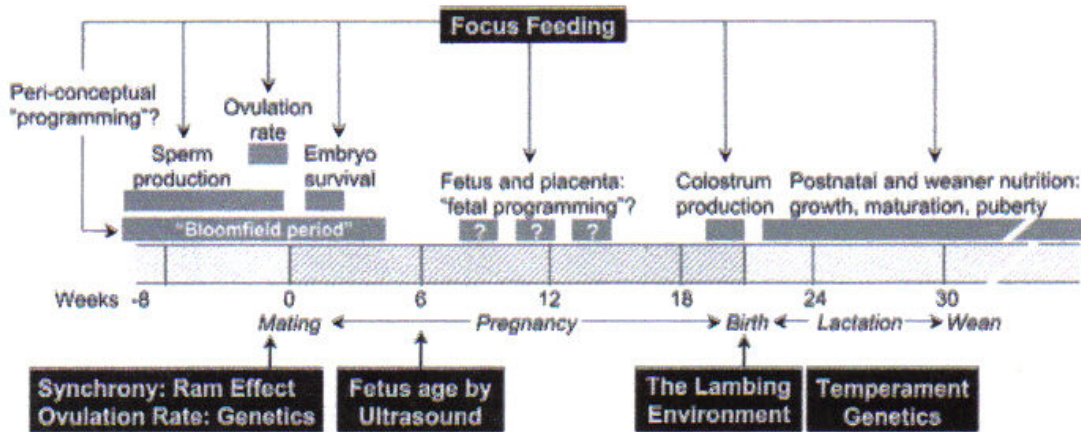 Focus Feeding
Peri-conceptual
"programming"?
Ovulation
rate
Sperm
production
Embryo
survival
Fetus and placenta:
"fetal programming"?
Colostrum
production
Postnatal and weaner nutrition:
growth, maturation, puberty
"Bloomfield period"
? ? ?
Weeks -8 0 6 12 18 24 30
Mating Pregnancy Birth Lactation Wean
Synchrony: Ram Effect
Ovulation Rate: Genetics
Fetus age by
Ultrasound
The Lambing
Environment
Temperament
Genetics